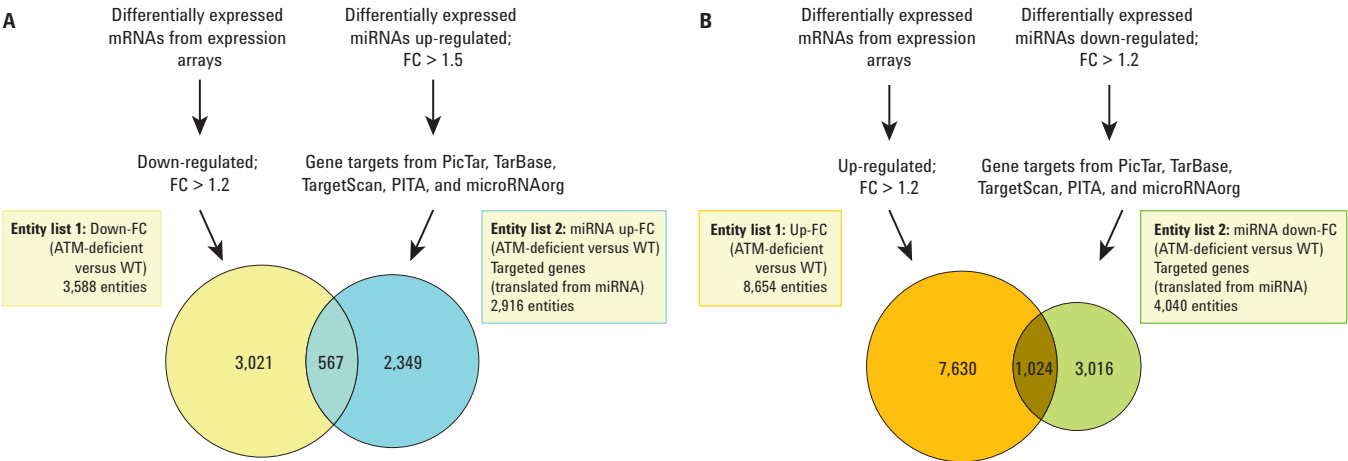 A
Differentially expressed
mRNAs from expression
arrays
Differentially expressed
miRNAs up-regulated;
FC > 1.5
Down-regulated;
FC > 1.2
Gene targets from PicTar, TarBase,
TargetScan, PITA, and microRNAorg
Entity list 1: Down-FC
(ATM-deficient
versus WT)
3,588 entities
Entity list 2: miRNA up-FC
(ATM-deficient versus WT)
Targeted genes
(translated from miRNA)
2,916 entities
3,021
567
2,349
B
Differentially expressed
mRNAs from expression
arrays
Differentially expressed
miRNAs down-regulated;
FC > 1.2
Up-regulated;
FC > 1.2
Gene targets from PicTar, TarBase,
TargetScan, PITA, and microRNAorg
Entity list 1: Up-FC
(ATM-deficient
versus WT)
8,654 entities
Entity list 2: miRNA down-FC
(ATM-deficient versus WT)
Targeted genes
(translated from miRNA)
4,040 entities
7,630
1,024
3,016